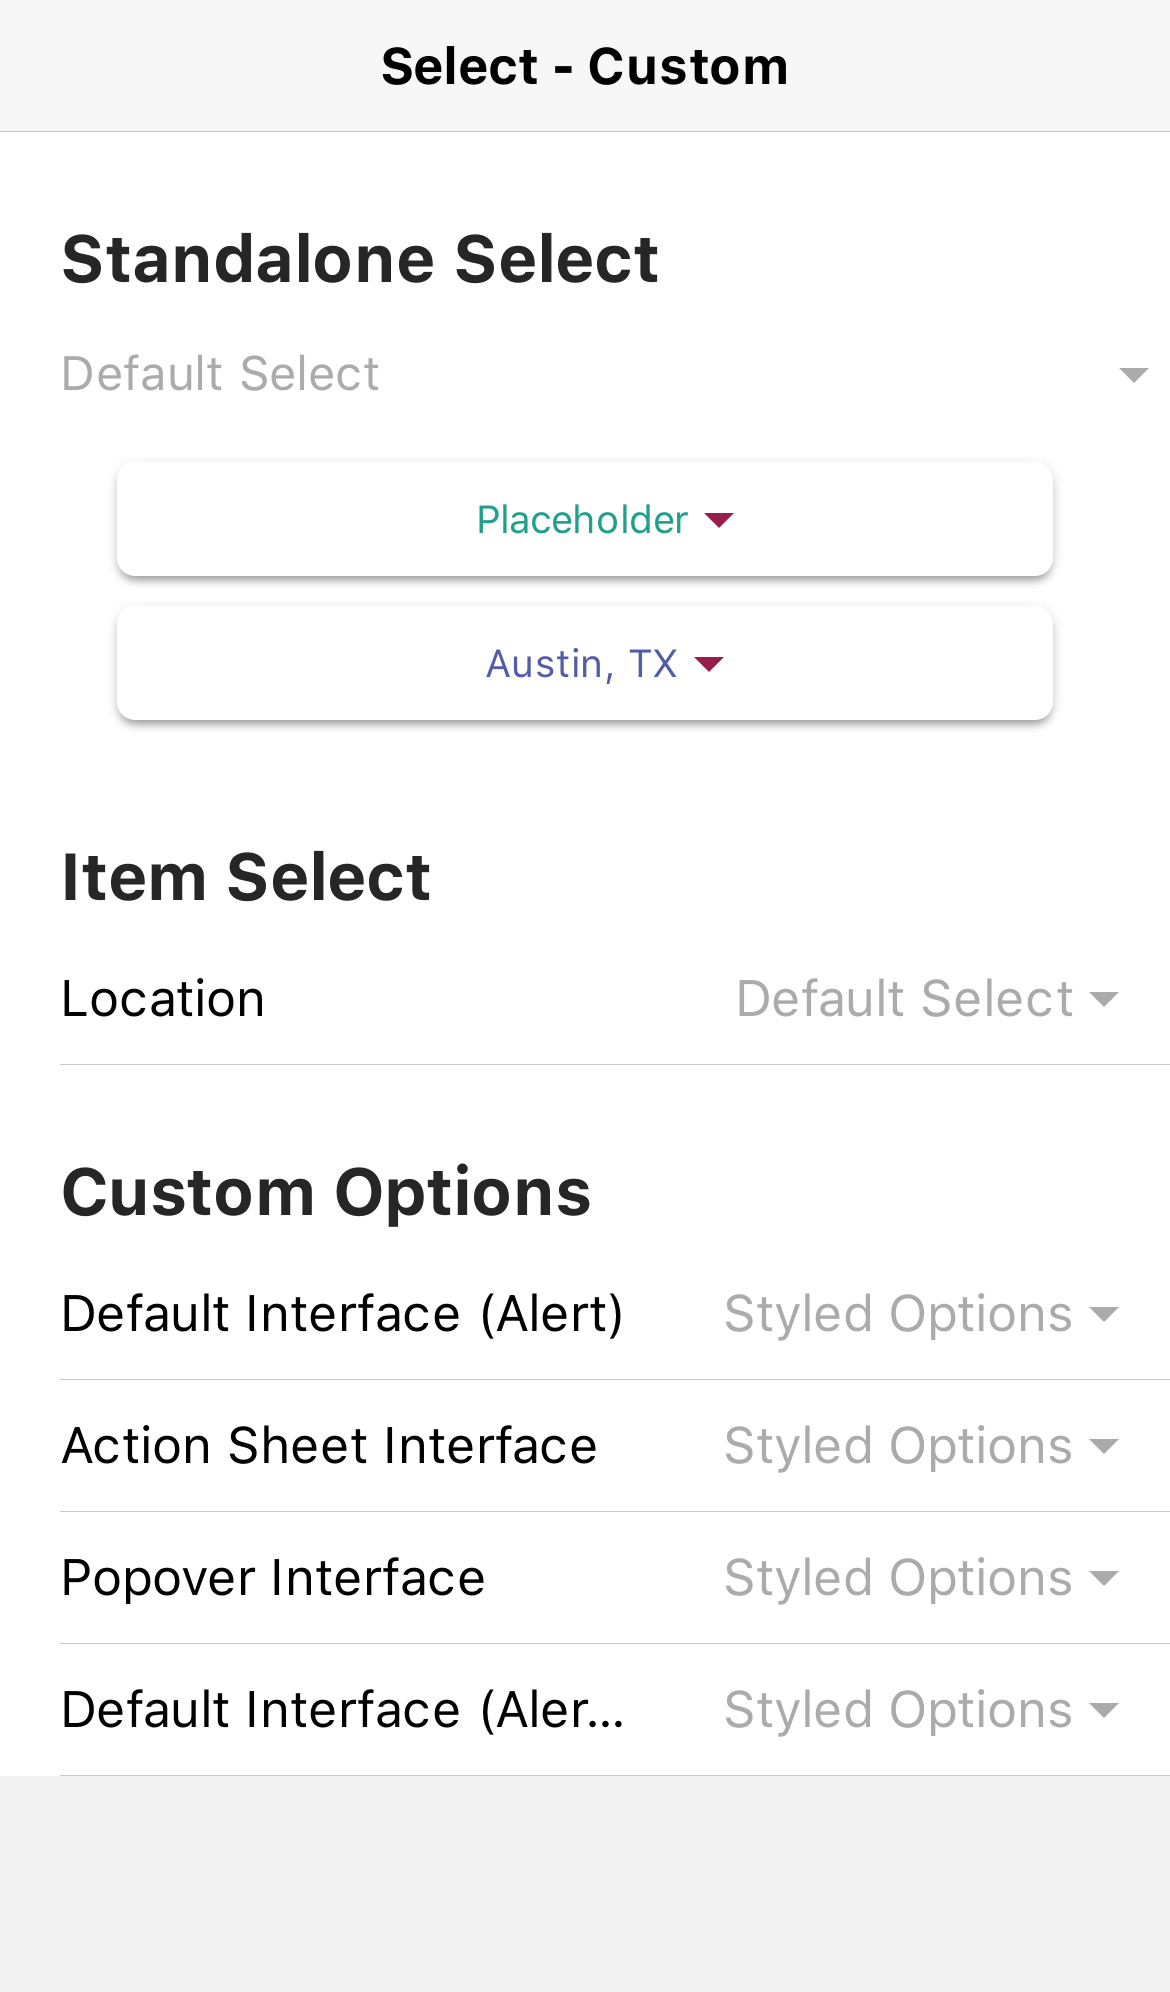 Select - Custom
Standalone Select
Default Select
Placeholder
Austin, TX
Item Select
Location Default Select
Custom Options
Default Interface (Alert) Styled Options
Action Sheet Interface Styled Options
Popover Interface Styled Options
Default Interface (Aler... Styled Options